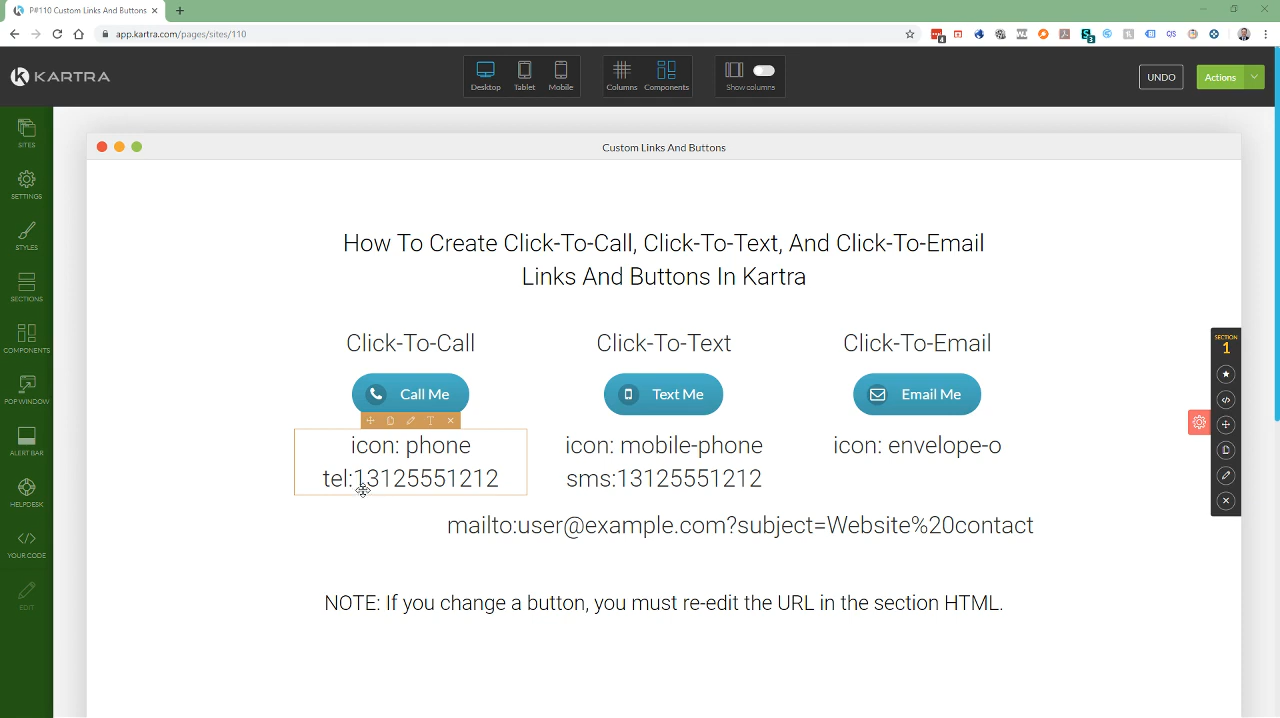 P#110 Custom Links And Buttons
app.kartra.com/pages/sites/110
KARTRA
Desktop
Tablet
Mobile
Columns
Components
Show columns
UNDO
Actions
SITES
SETTINGS
STYLES
SECTIONS
COMPONENTS
POP WINDOW
ALERT BAR
HELPDESK
YOUR CODE
EDIT
Custom Links And Buttons
How To Create Click-To-Call, Click-To-Text, And Click-To-Email
Links And Buttons In Kartra
Click-To-Call
Click-To-Text
Click-To-Email
Call Me
Text Me
Email Me
icon: phone
tel:13125551212
icon: mobile-phone
sms:13125551212
icon: envelope-o
mailto:user@example.com?subject=Website%20contact
NOTE: If you change a button, you must re-edit the URL in the section HTML.
SECTION
1